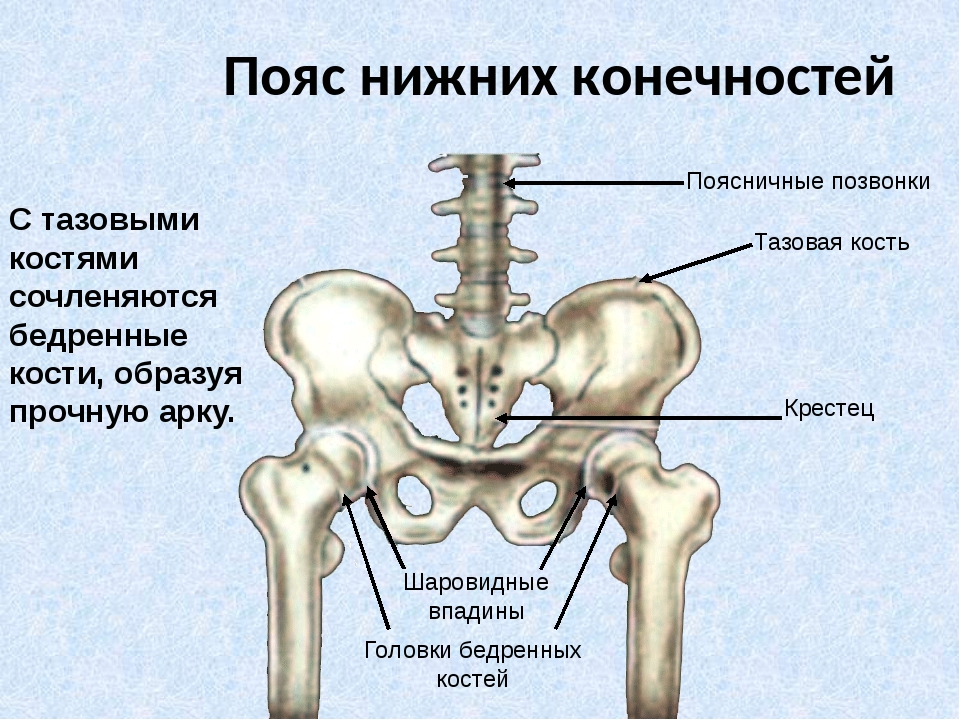 Пояс нижних конечностей
С тазовыми
костями
сочленяются
бедренные
кости, образуя
прочную арку.
Поясничные позвонки
Тазовая кость
Крестец
Шаровидные
впадины
Головки бедренных
костей